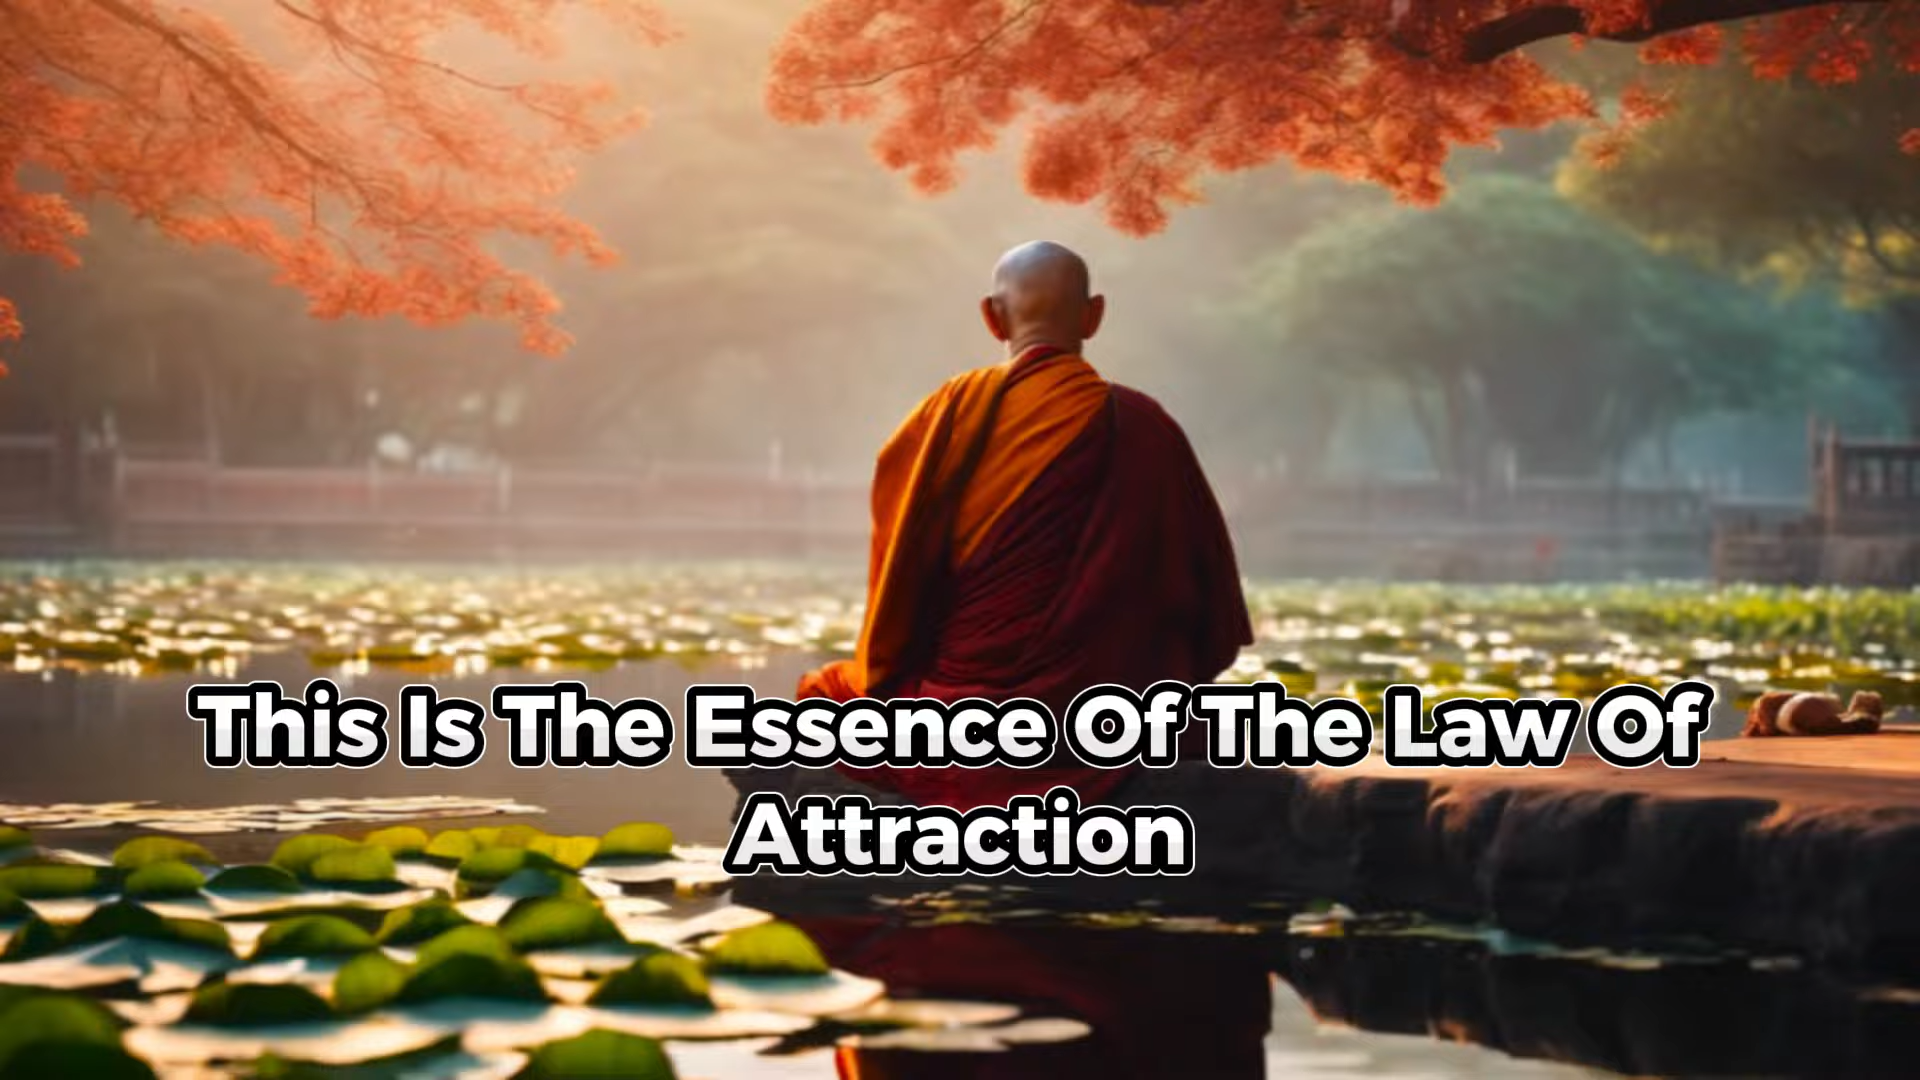 This Is The Essence Of The Law Of
Attraction